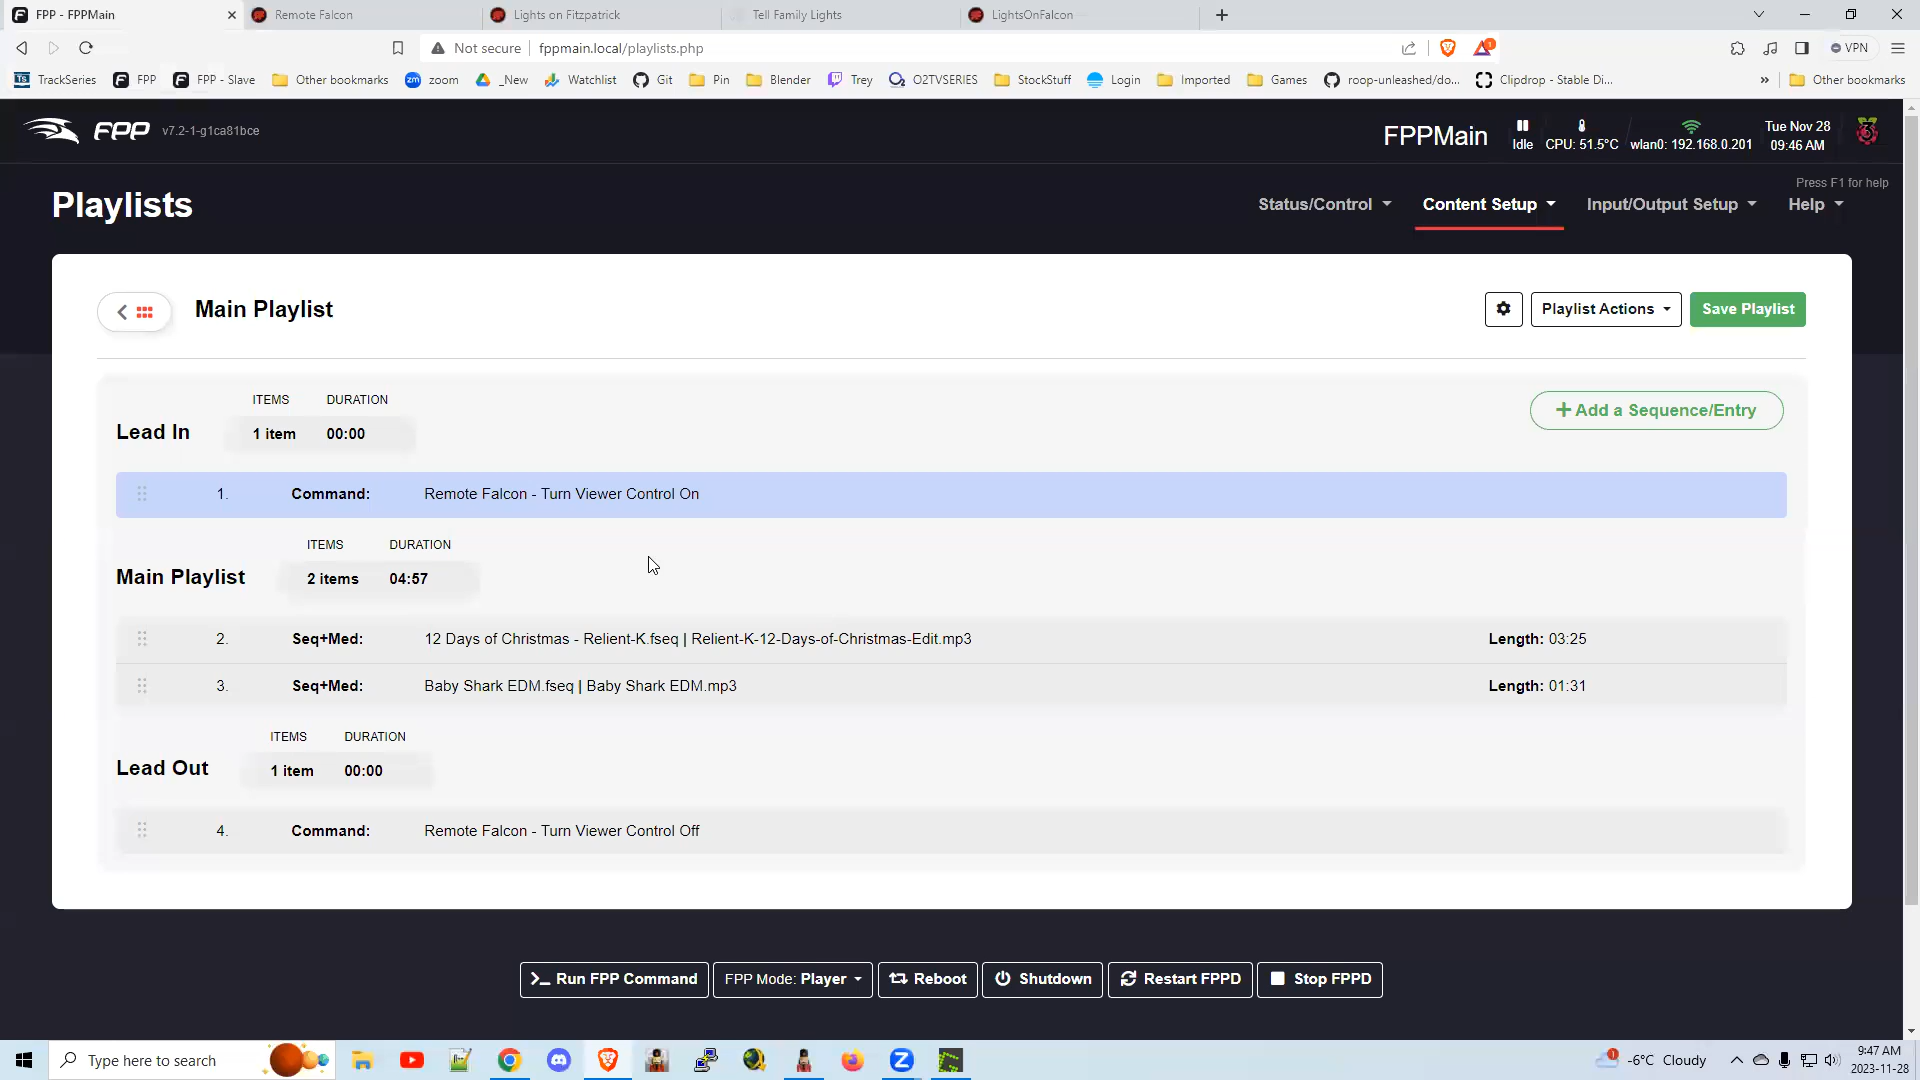 FPP - FPPMain
Remote Falcon
Lights on Fitzpatrick
Tell Family Lights
LightsOnFalcon
Not secure
fppmain.local/playlists.php
1
VPN
TrackSeries
FPP
FPP - Slave
Other bookmarks
zoom
_New
Watchlist
Git
Pin
Blender
Trey
O2TVSERIES
StockStuff
Login
Imported
Games
roop-unleashed/do...
Clipdrop - Stable Di...
Other bookmarks
FPP
v7.2-1-g1ca81bce
FPPMain
Idle
CPU: 51.5°C
wlan0: 192.168.0.201
Tue Nov 28
09:46 AM
Press F1 for help
Playlists
Status/Control
Content Setup
Input/Output Setup
Help
Main Playlist
Playlist Actions
Save Playlist
ITEMS DURATION
Lead In 1 item 00:00
Add a Sequence/Entry
1. Command: Remote Falcon - Turn Viewer Control On
ITEMS DURATION
Main Playlist 2 items 04:57
2. Seq+Med: 12 Days of Christmas - Relient-K.fseq | Relient-K-12-Days-of-Christmas-Edit.mp3 Length: 03:25
3. Seq+Med: Baby Shark EDM.fseq | Baby Shark EDM.mp3 Length: 01:31
ITEMS DURATION
Lead Out 1 item 00:00
4. Command: Remote Falcon - Turn Viewer Control Off
Run FPP Command
FPP Mode: Player
Reboot
Shutdown
Restart FPPD
Stop FPPD
Type here to search
1
-6°C Cloudy
9:47 AM
2023-11-28